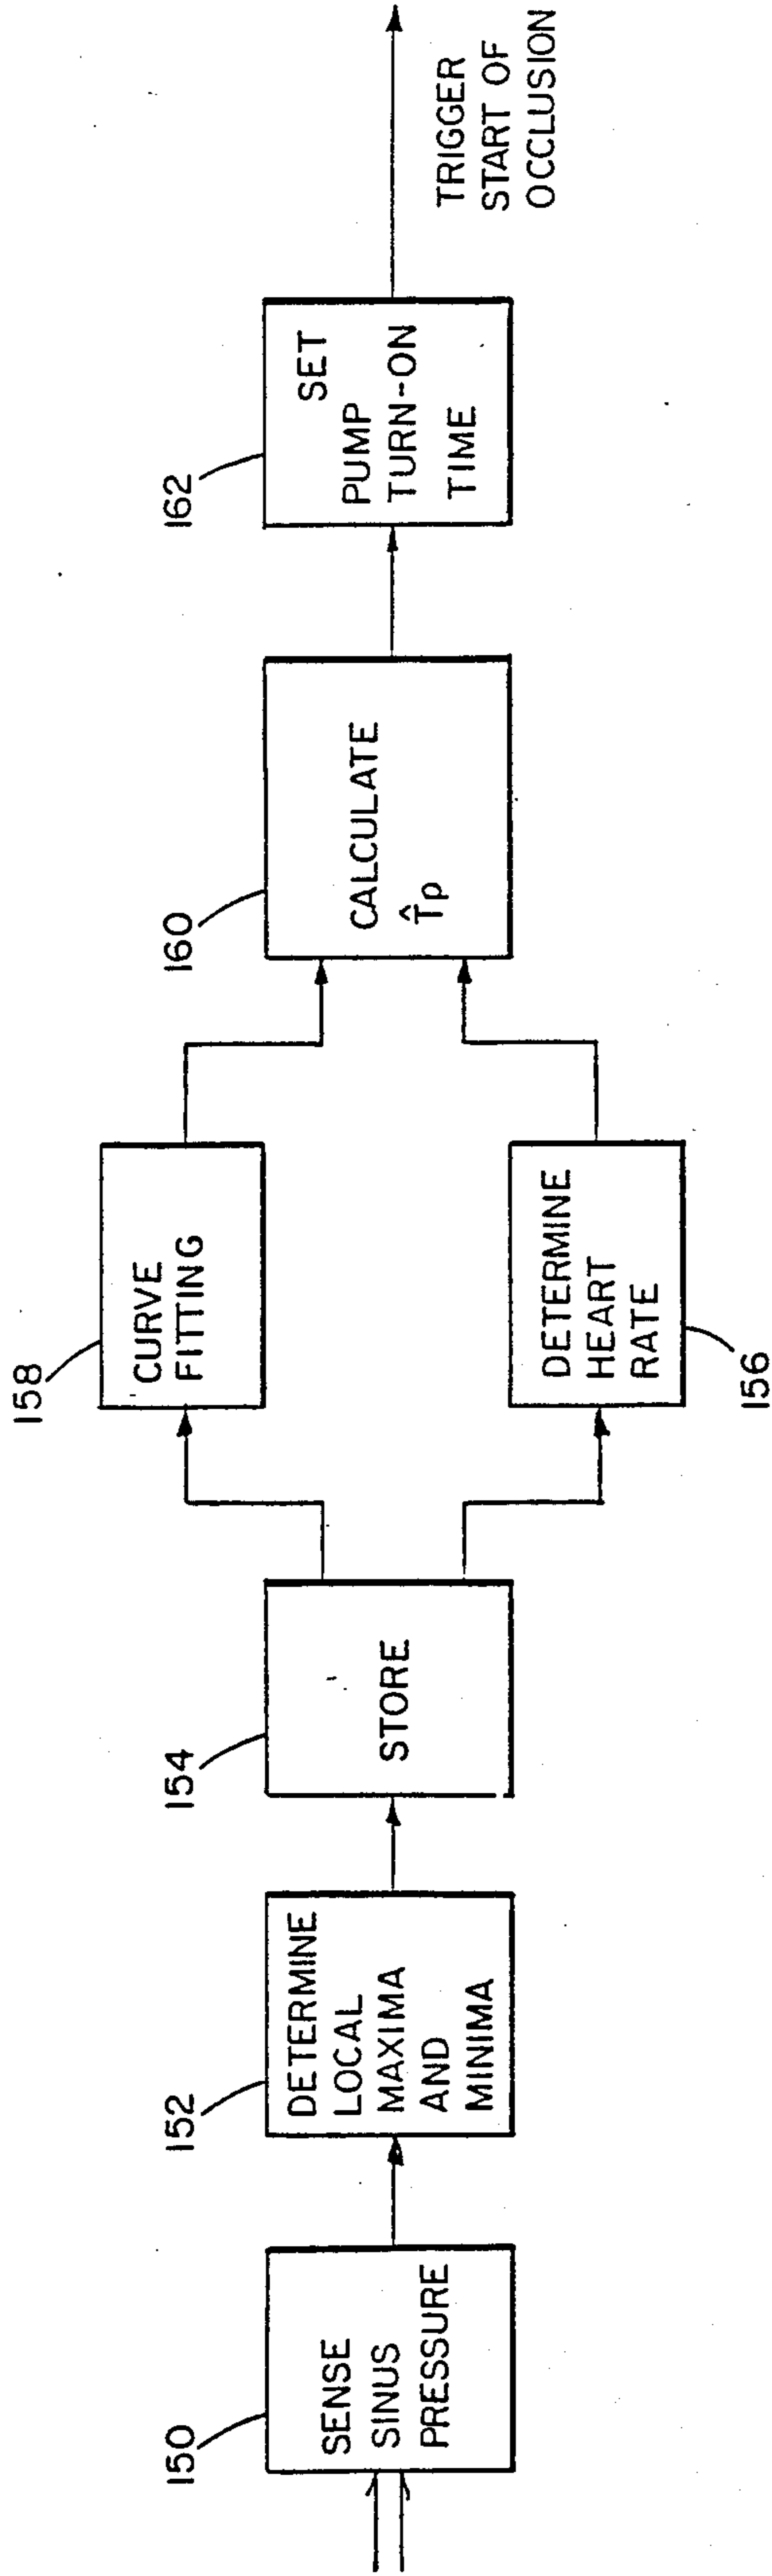 150
SENSE
SINUS
PRESSURE
152
DETERMINE
LOCAL
MAXIMA
AND
MINIMA
154
STORE
158
CURVE
FITTING
DETERMINE
HEART
RATE
156
160
CALCULATE
T̂p
162
SET
PUMP
TURN-ON
TIME
TRIGGER
START OF
OCCLUSION